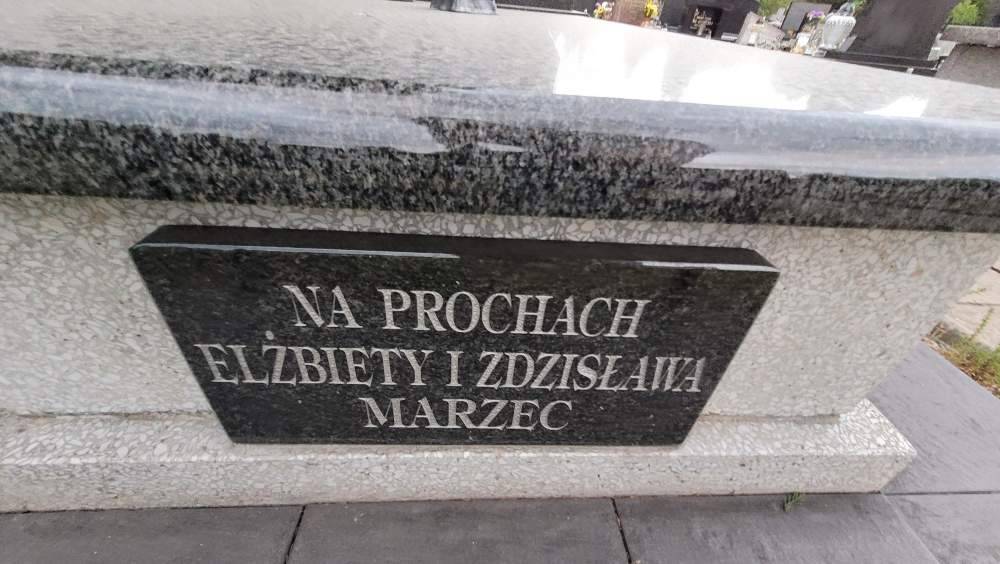 NA PROCHACH
ELŻBIETY I ZDZISŁAWA
MARZEC